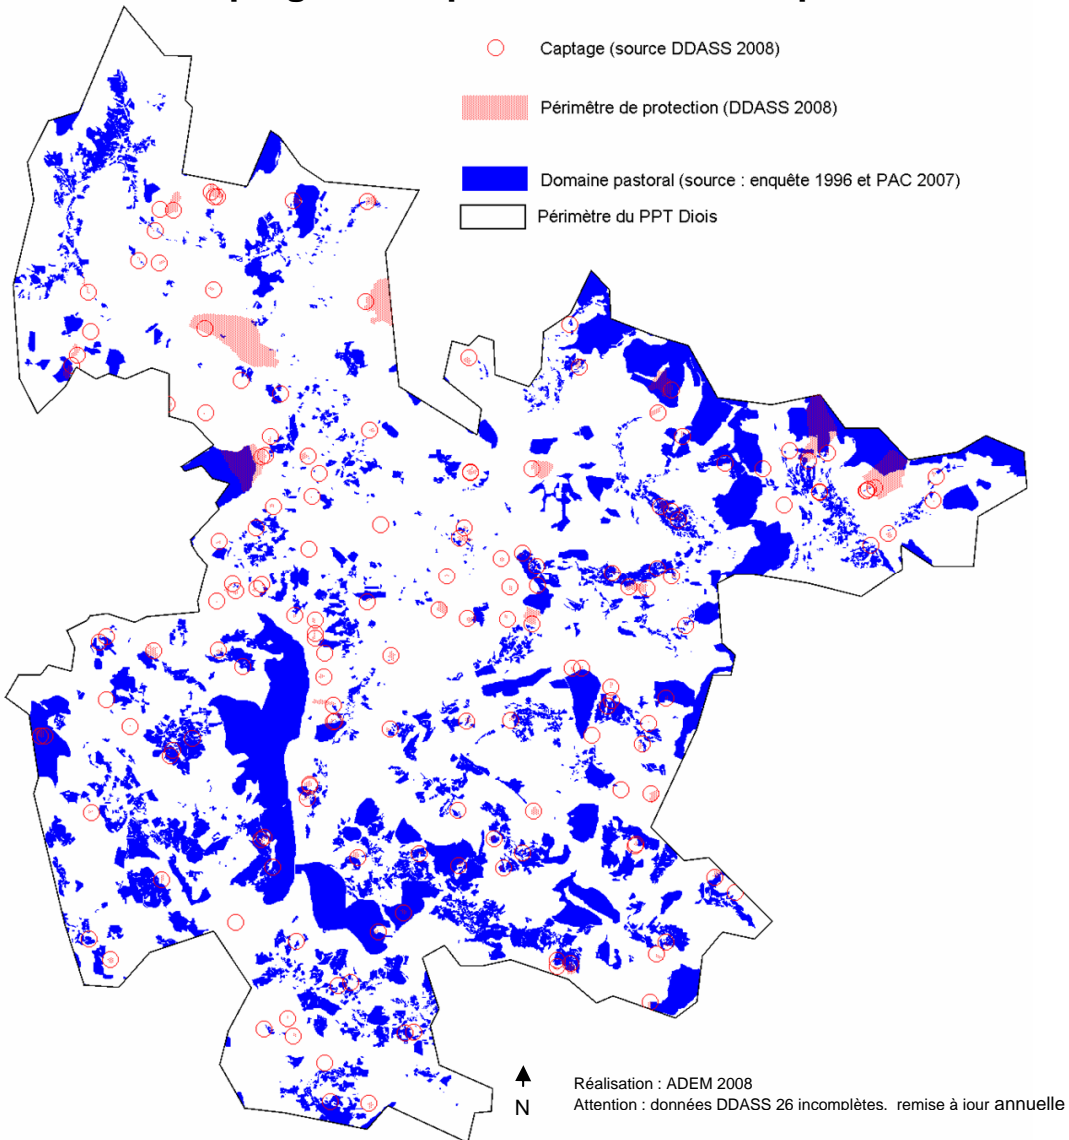 Captage (source DDASS 2008)
Périmêtre de protection (DDASS 2008)
Domaine pastoral (source : enquête 1996 et PAC 2007)
Périmètre du PPT Diois
N
Réalisation : ADEM 2008
Attention : données DDASS 26 incomplètes. remise à jour annuelle